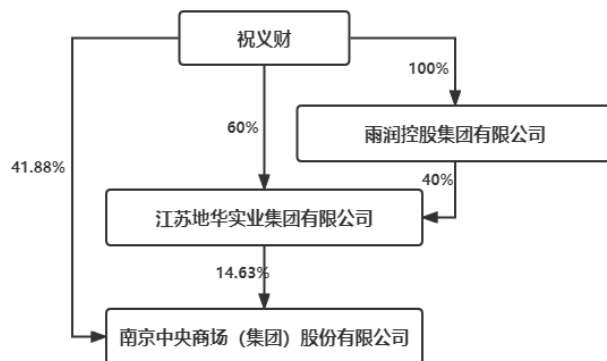 祝义财
100%
60%
雨润控股集团有限公司
41.88%
40%
江苏地华实业集团有限公司
14.63%
南京中央商场（集团）股份有限公司